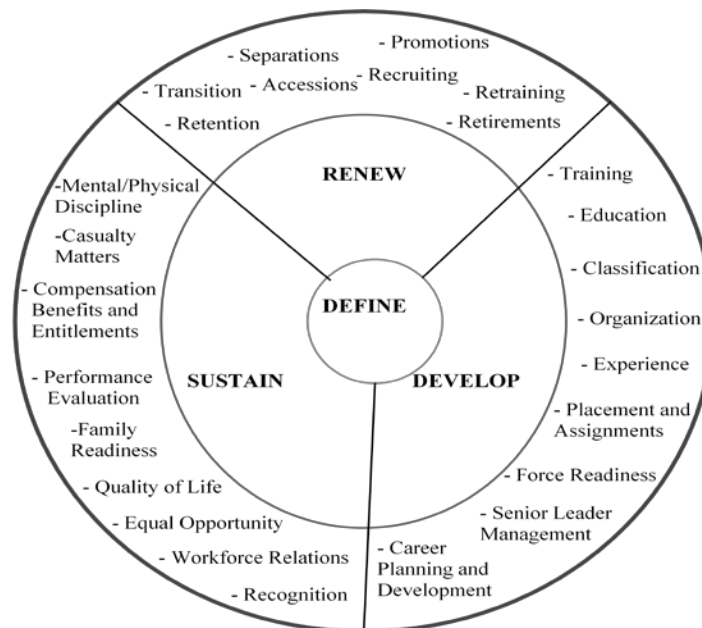 - Promotions
- Separations
- Recruiting
- Accessions
- Transition
- Retraining
- Retention
- Retirements
RENEW
- Training
- Education
- Classification
- Organization
- Experience
- Placement and
Assignments
- Force Readiness
- Senior Leader
Management
- Career
Planning and
Development
DEVELOP
DEFINE
SUSTAIN
-Mental/Physical
Discipline
-Casualty
Matters
- Compensation
Benefits and
Entitlements
- Performance
Evaluation
-Family
Readiness
- Quality of Life
- Equal Opportunity
- Workforce Relations
- Recognition